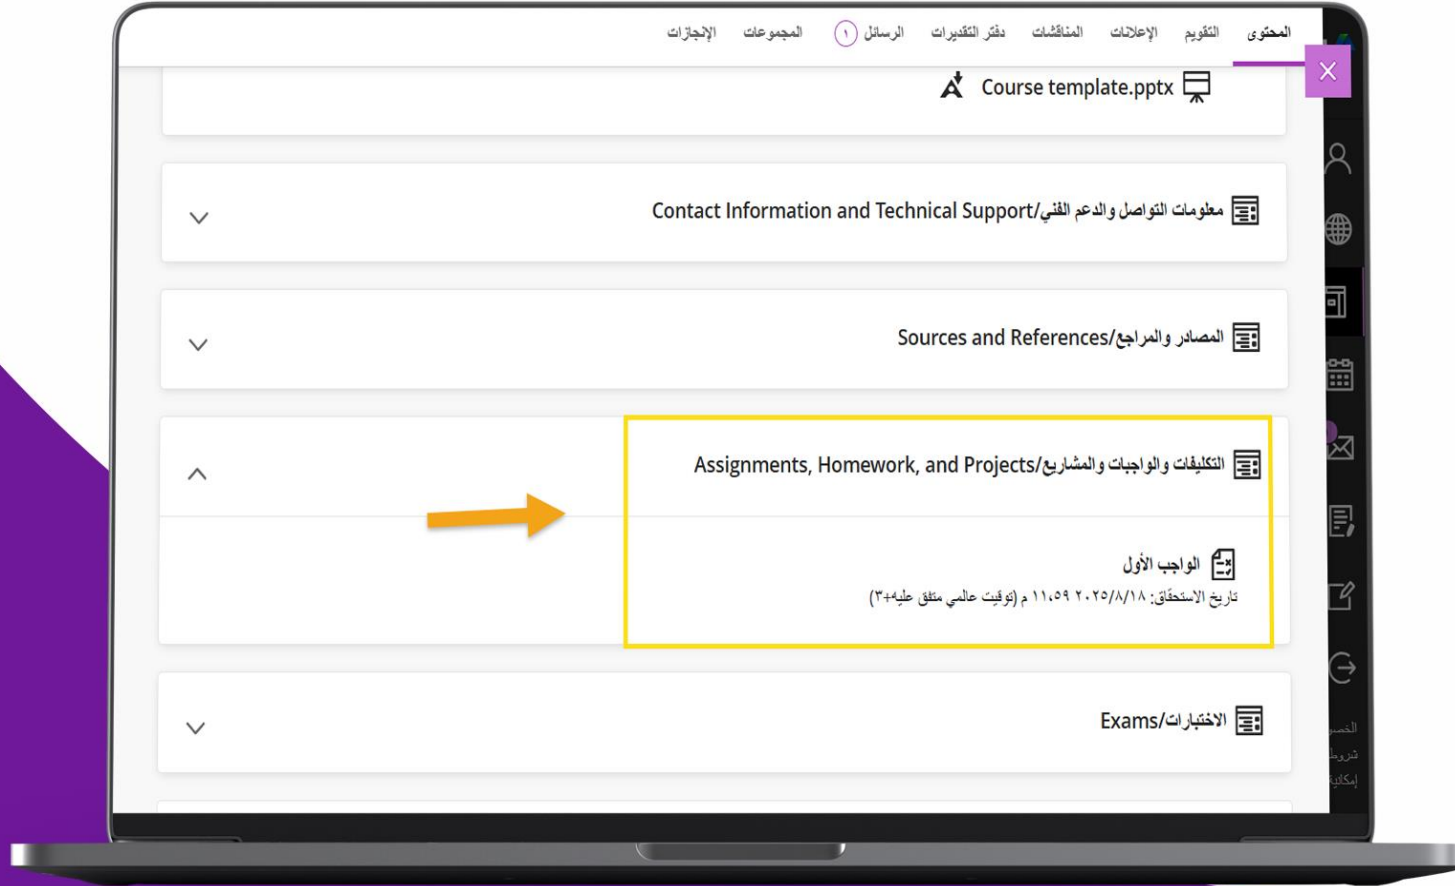 المحتوى التقويم الإعلانات المناقشات دفتر التقديرات الرسائل ١ المجموعات الإنجازات
Course template.pptx
معلومات التواصل والدعم الفني/Contact Information and Technical Support
المصادر والمراجع/Sources and References
التكليفات والواجبات والمشاريع/Assignments, Homework, and Projects
الواجب الأول
تاريخ الاستحقاق: ٢٠٢٥/٨/١٨ ١١،٥٩ م (توقيت عالمي متفق عليه+٣)
الاختبارات/Exams